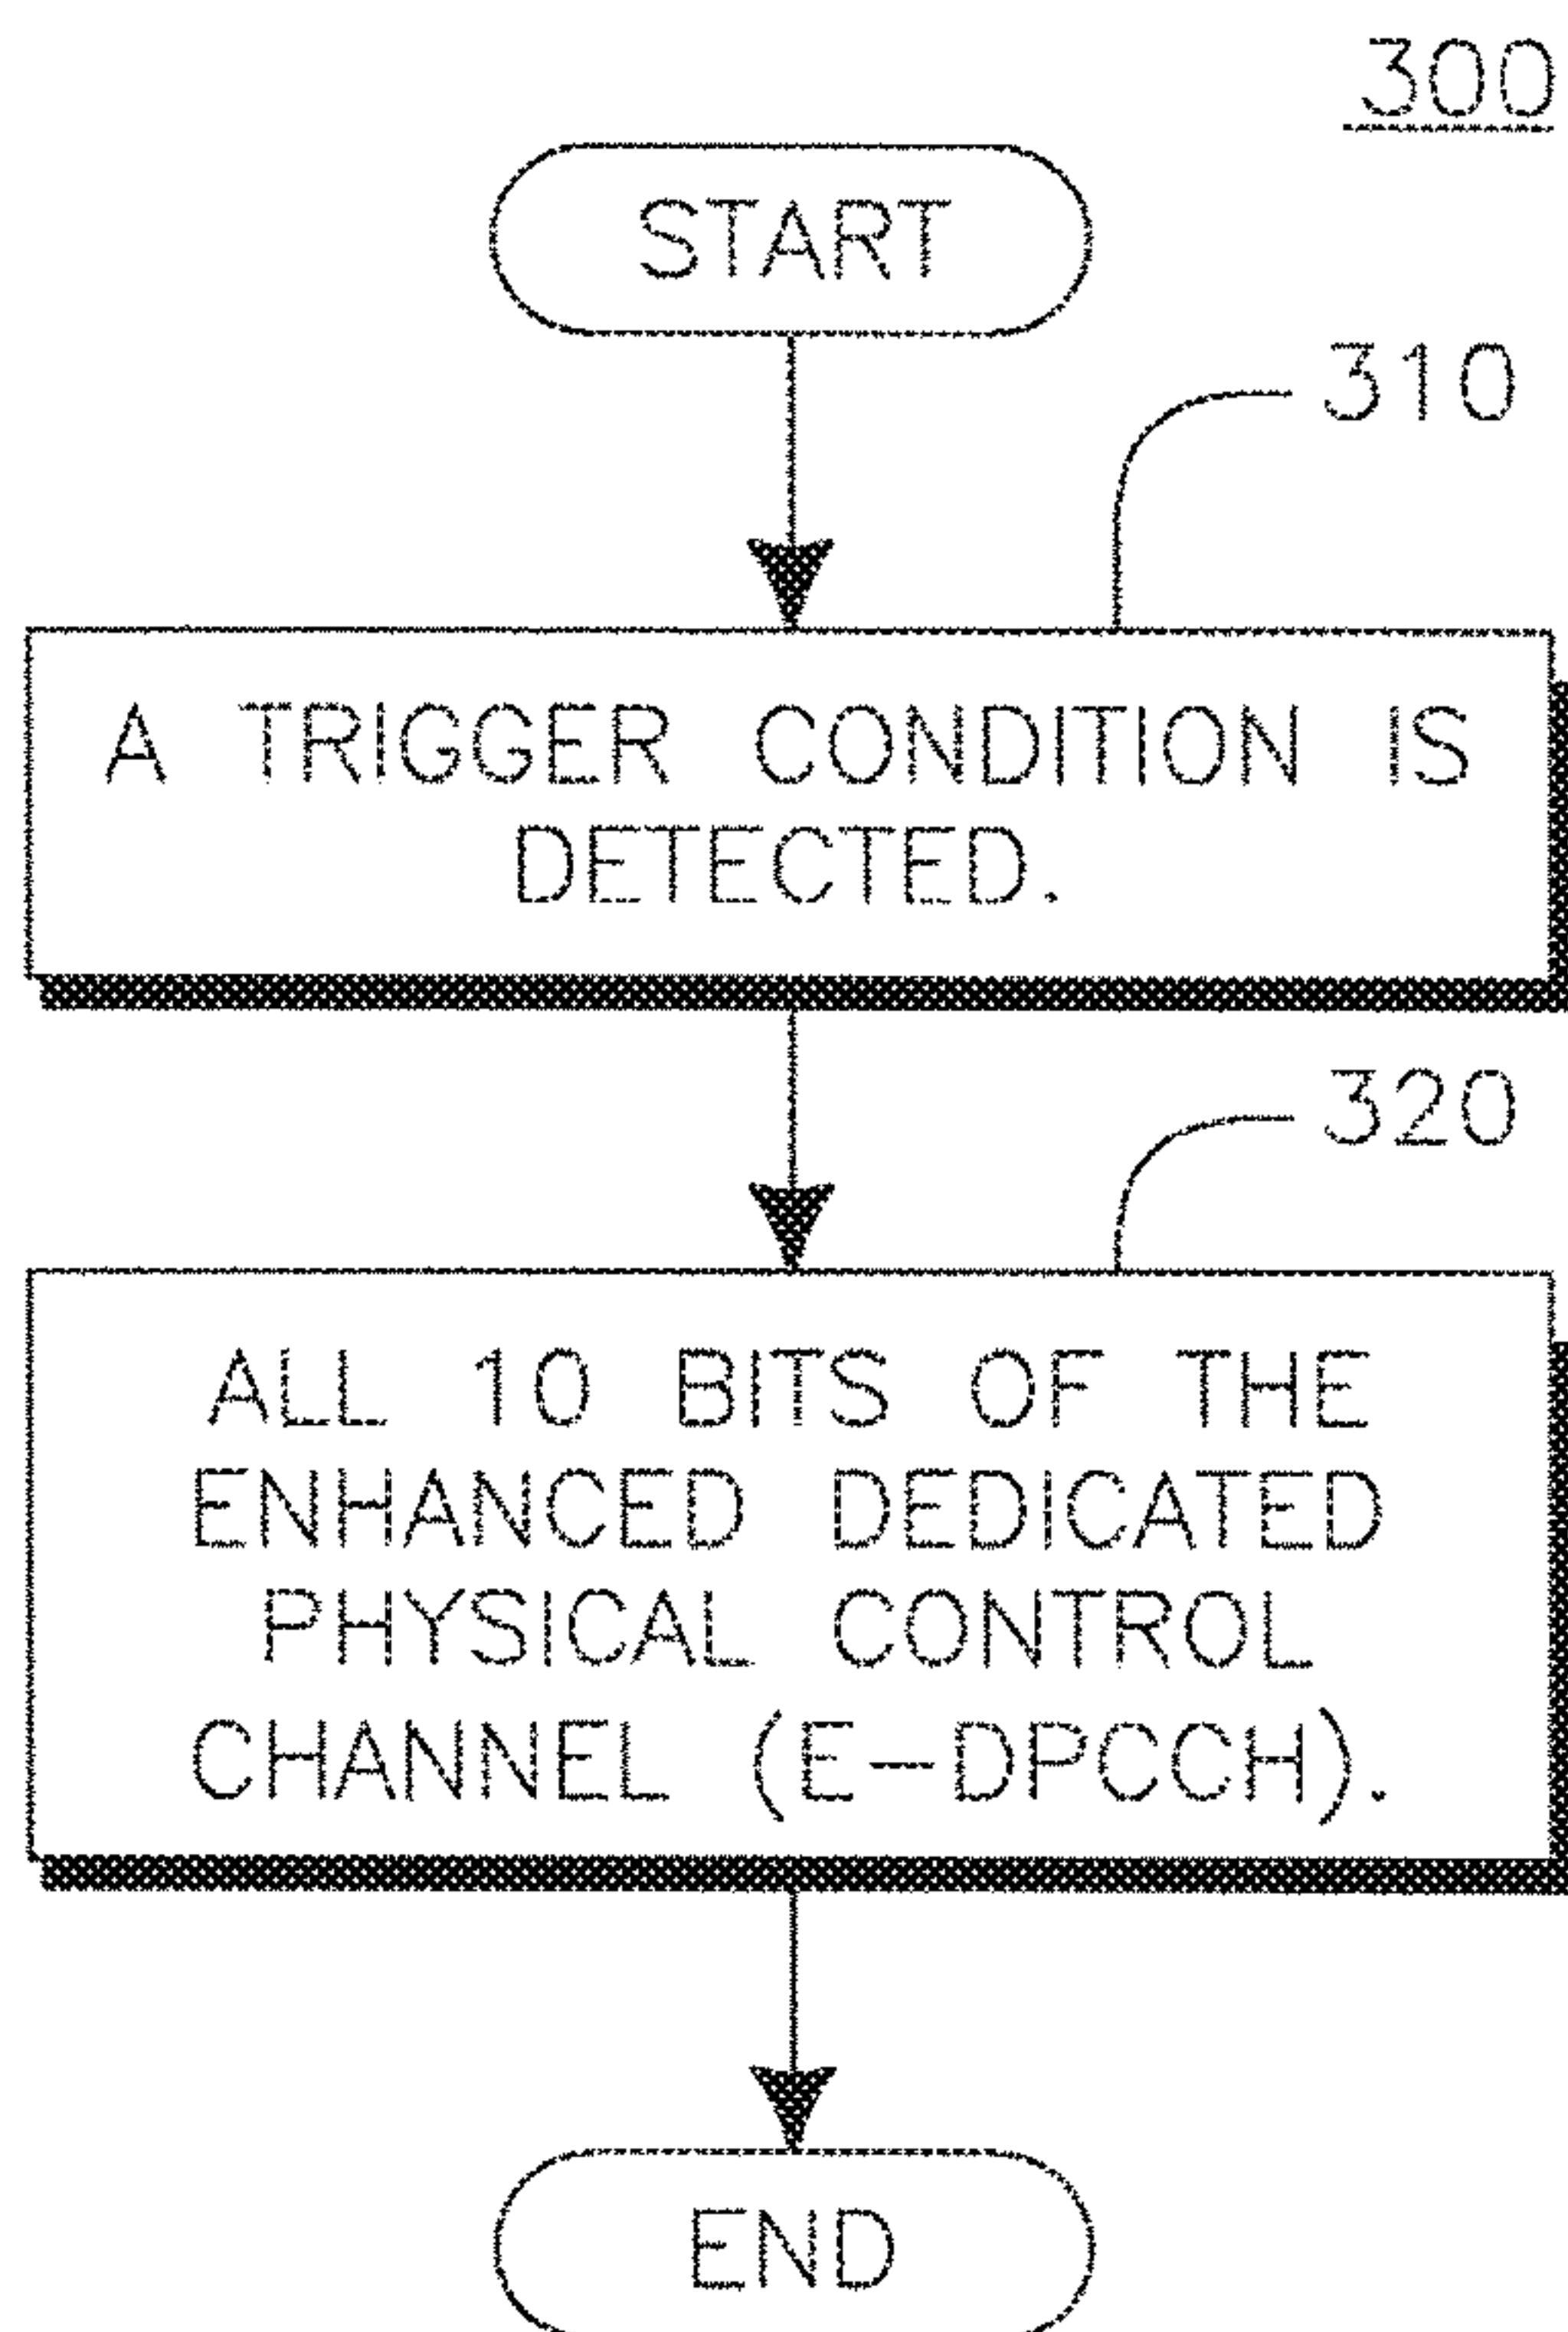 300
START
310
A TRIGGER CONDITION IS
DETECTED.
320
ALL 10 BITS OF THE
ENHANCED DEDICATED
PHYSICAL CONTROL
CHANNEL (E-DPCCH).
END